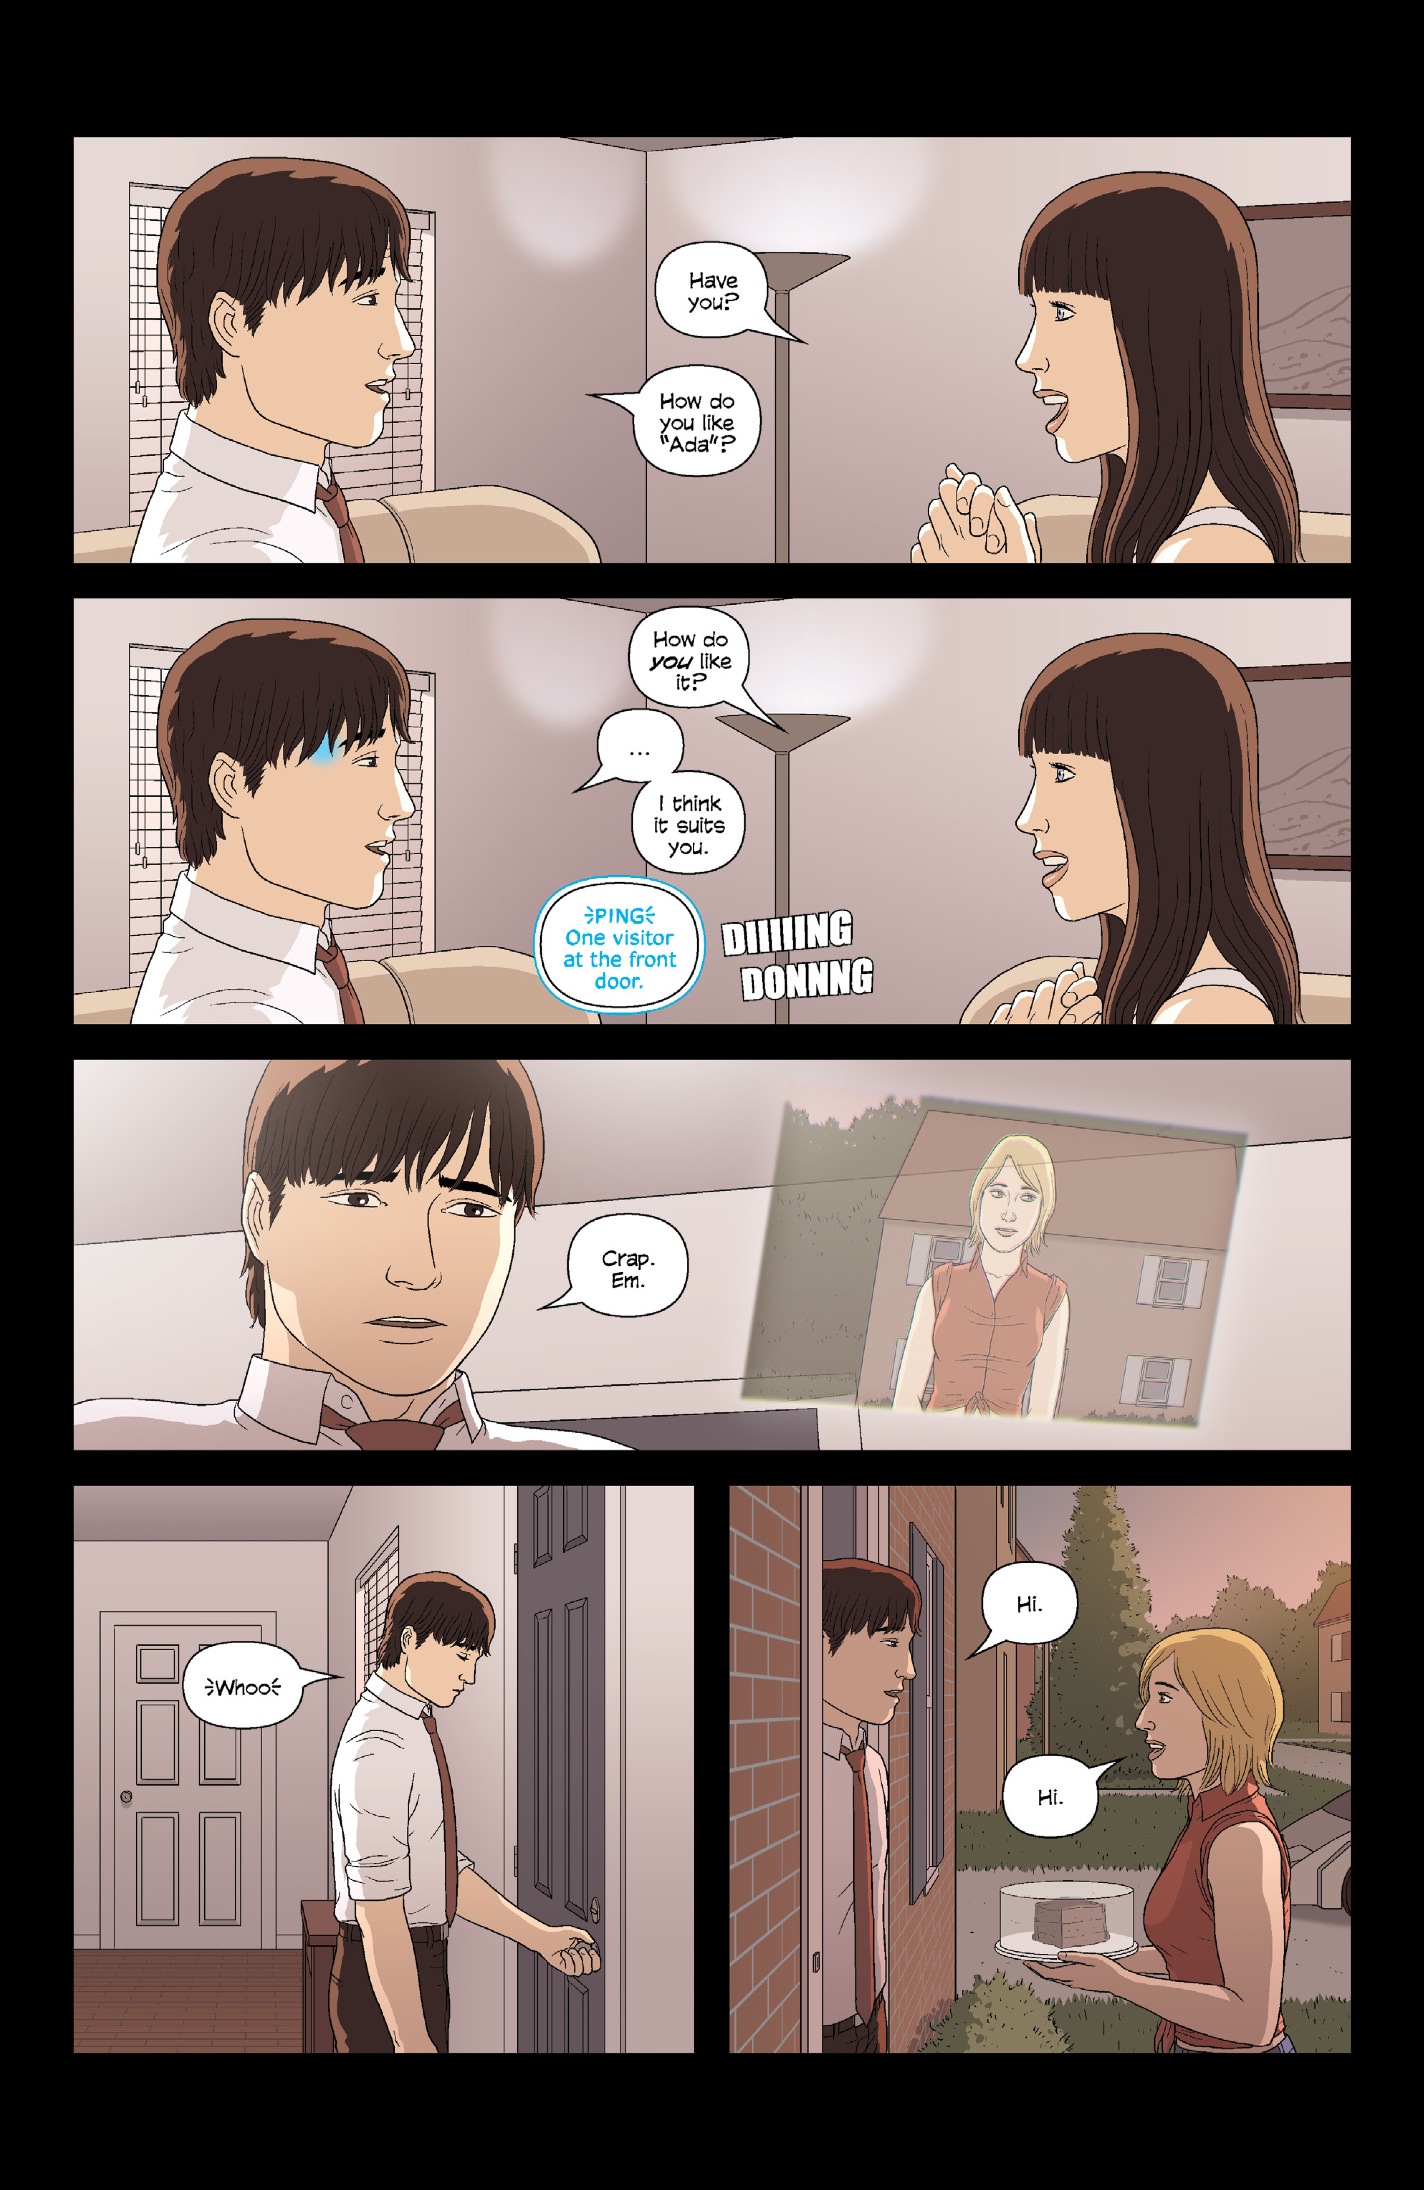 Have
you?
How do
you like
"Ada"?
How do
you like
it?
...
I think
it suits
you.
PING
One visitor
at the front
door.
DIIIIING
DONNNG
Crap.
Em.
Whoo
Hi.
Hi.